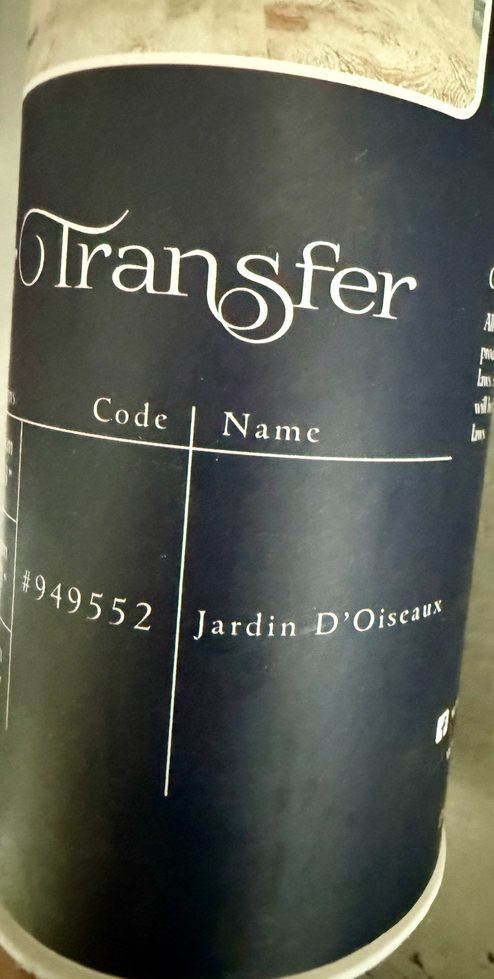 Transfer
Code Name
#949552 Jardin D'Oiseaux